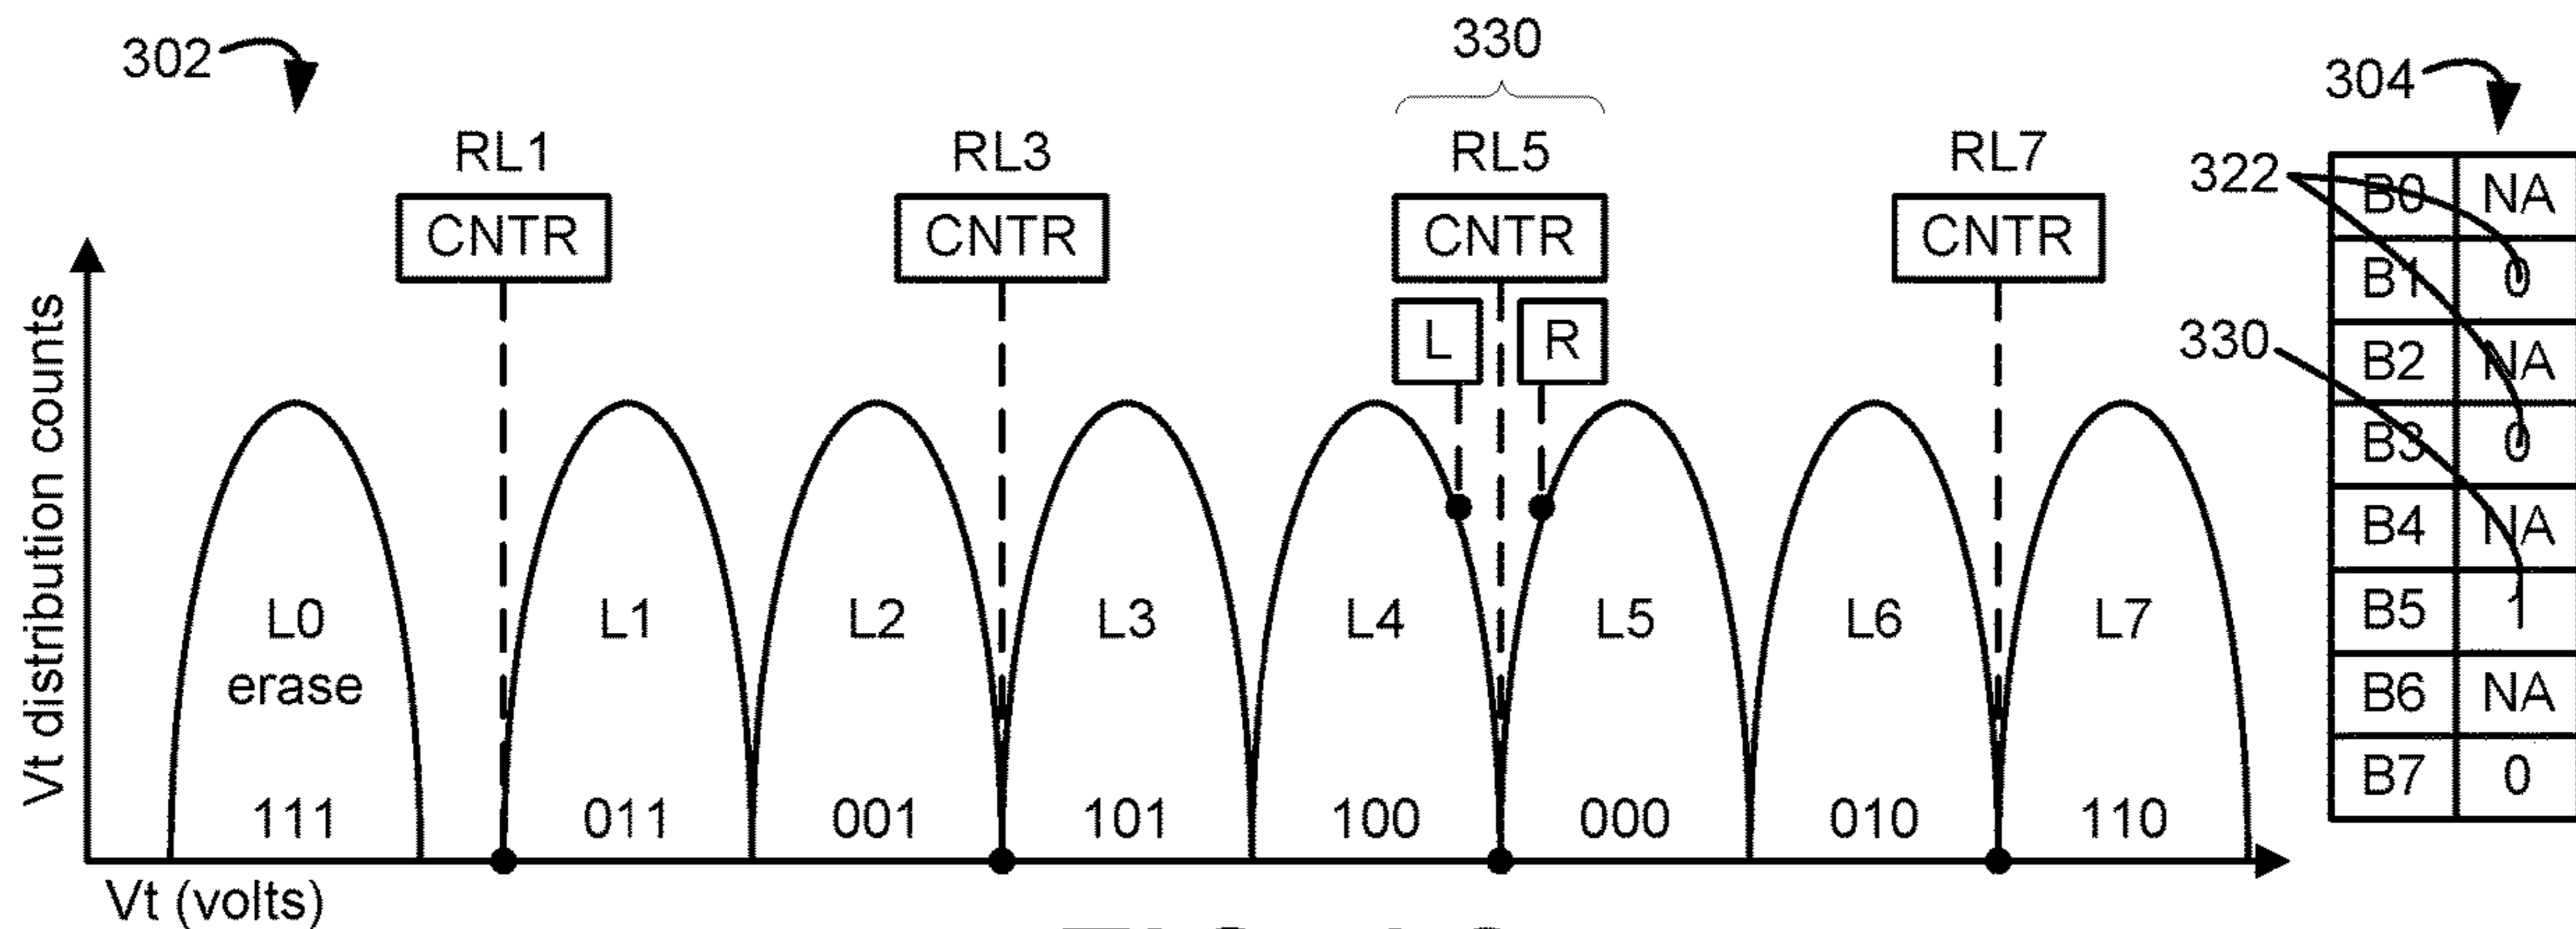 302
330
304
RL1 RL3 RL5 RL7
322
B0 NA
CNTR CNTR CNTR CNTR
B1 0
L R
330
B2 NA
B3 0
B4 NA
Vt distribution counts
L0 L1 L2 L3 L4 L5 L6 L7
B5 1
erase
B6 NA
B7 0
111 011 001 101 100 000 010 110
Vt (volts)